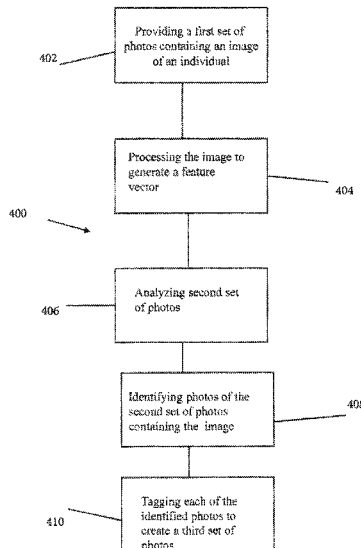 402
Providing a first set of
photos containing an image
of an individual
Processing the image to
generate a feature
vector
404
400
406
Analyzing second set
of photos
Identifying photos of the
second set of photos
containing the image
408
410
Tagging each of the
identified photos to
create a third set of
photos